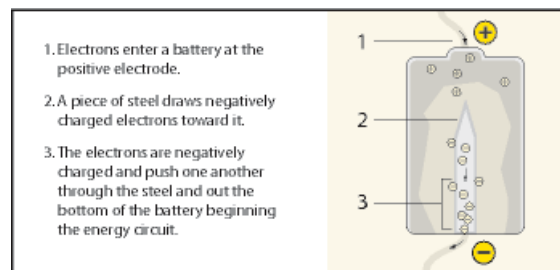 1. Electrons enter a battery at the
positive electrode.
2. A piece of steel draws negatively
charged electrons toward it.
3. The electrons are negatively
charged and push one another
through the steel and out the
bottom of the battery beginning
the energy circuit.
1
+
2
3
−